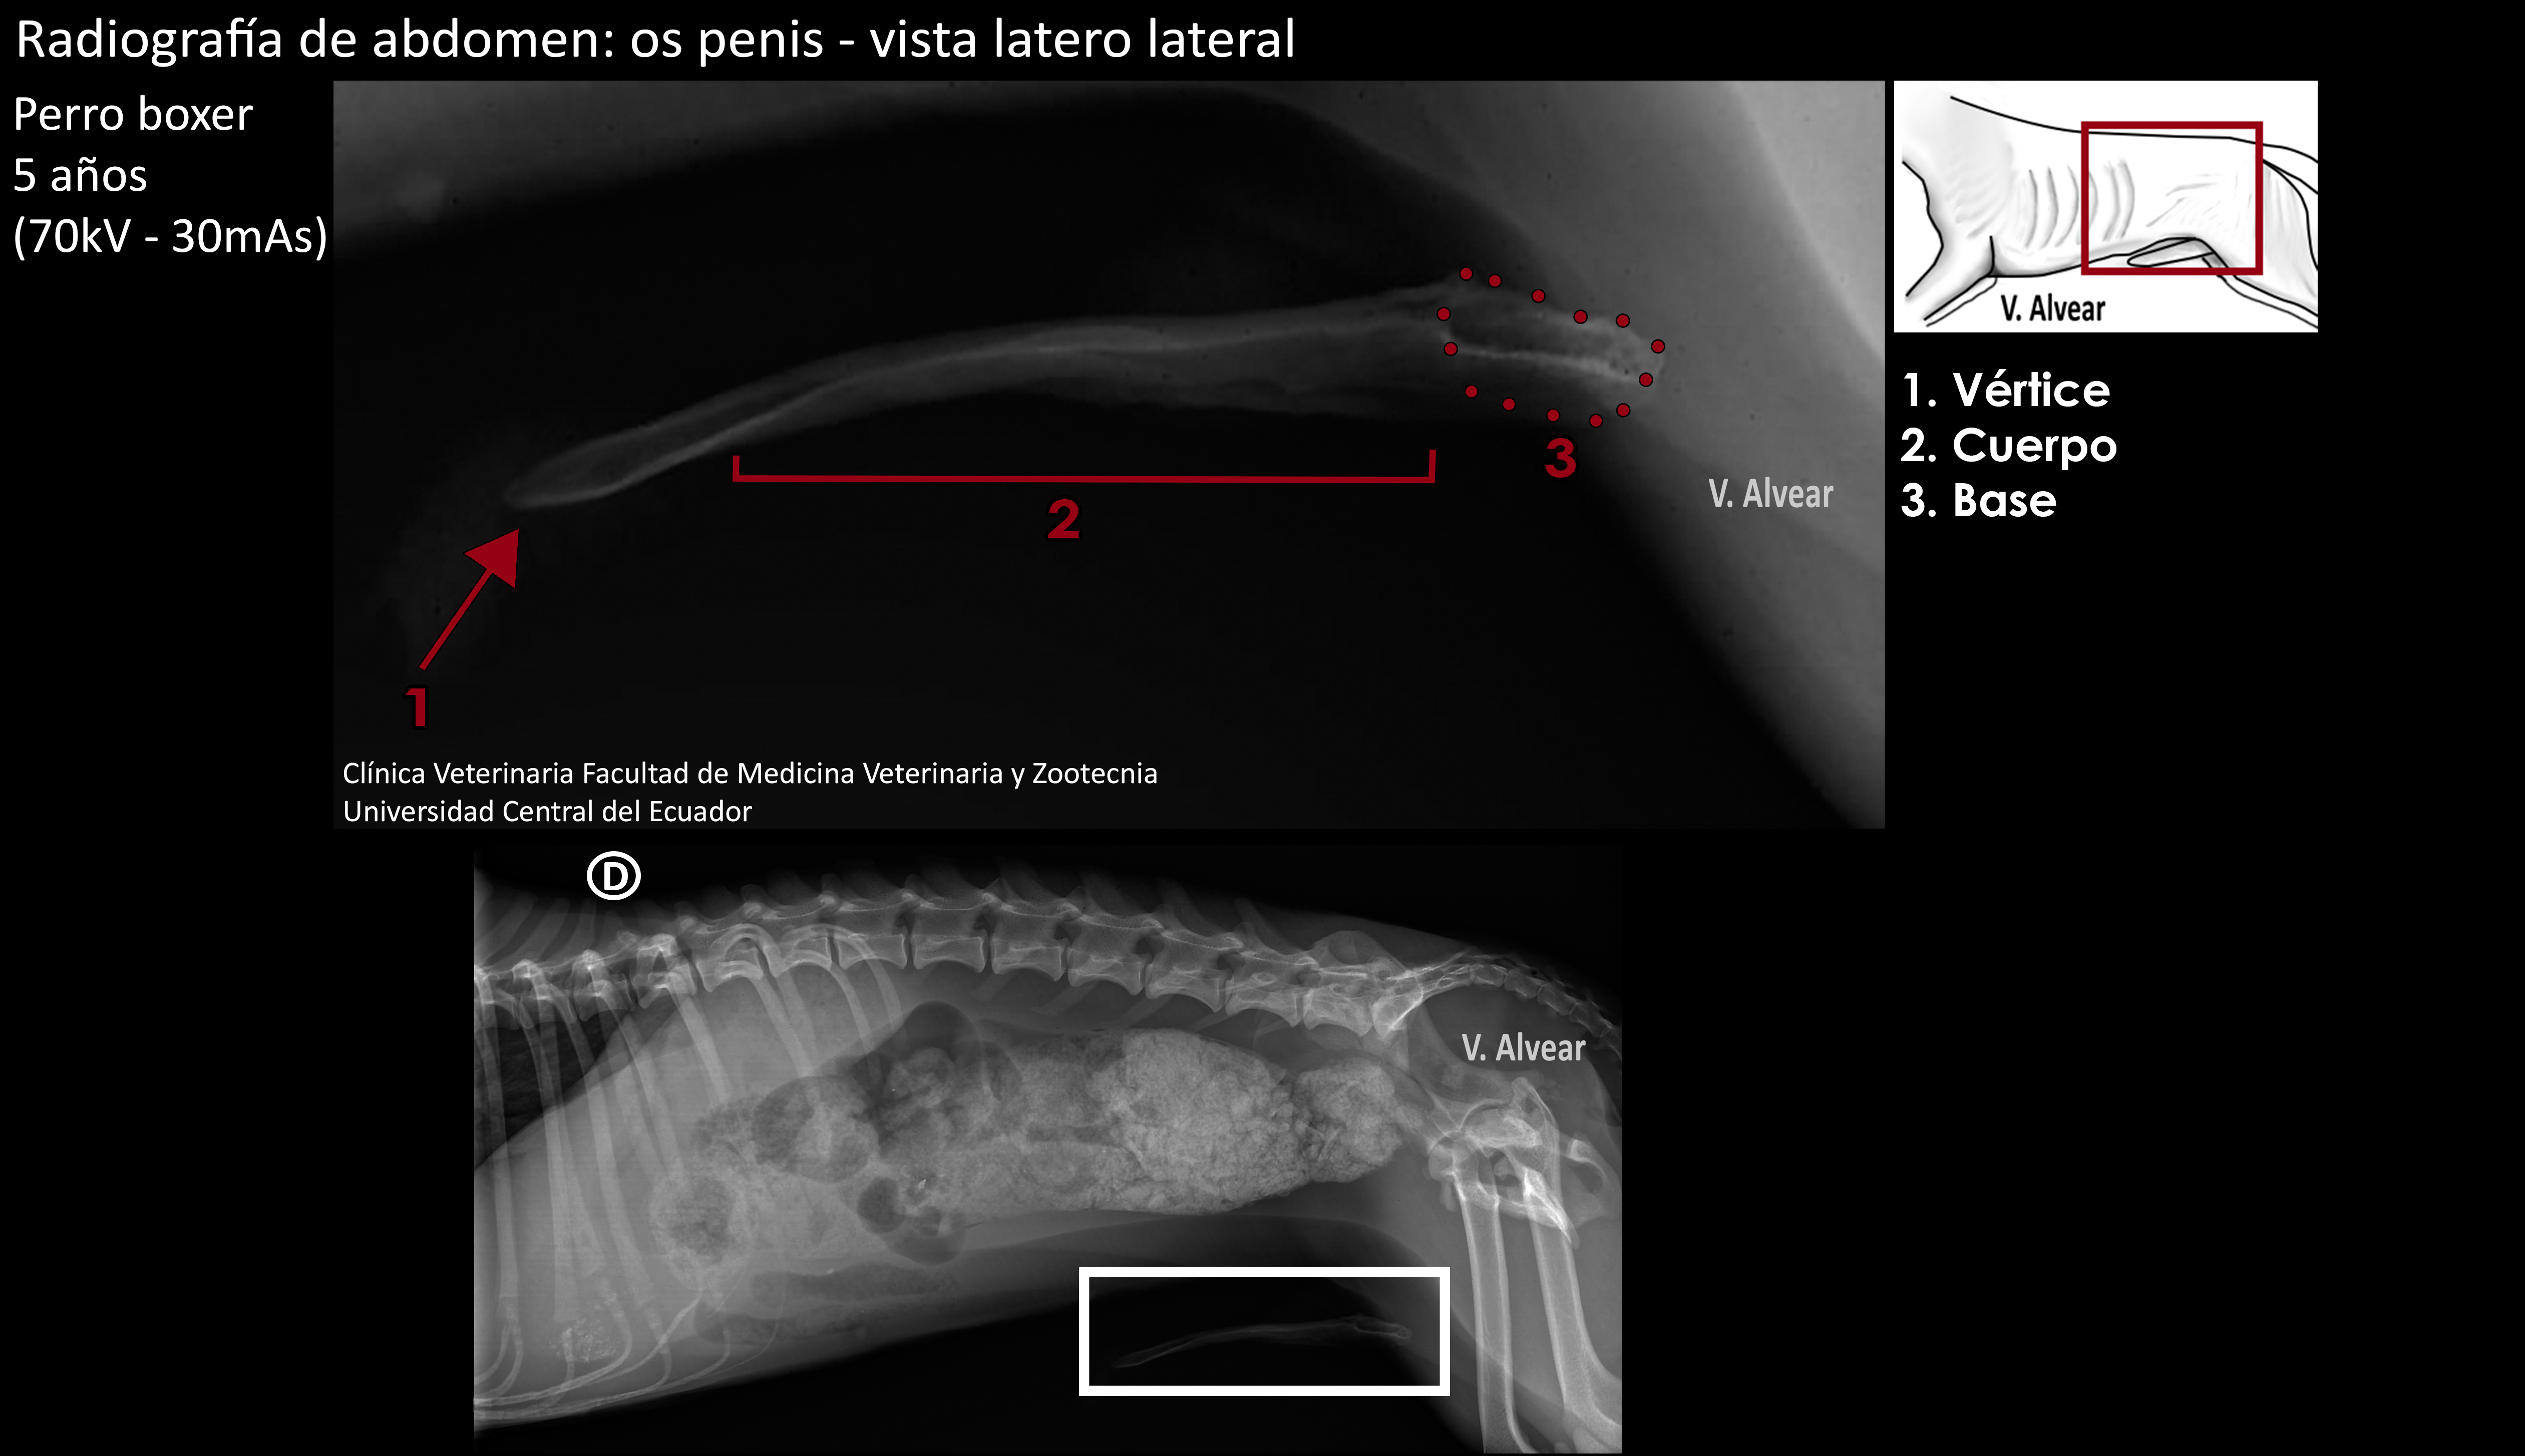 Radiografía de abdomen: os penis - vista latero lateral
Perro boxer
5 años
(70kV - 30mAs)
V. Alvear
1. Vértice
2. Cuerpo
3. Base
3
V. Alvear
2
1
Clínica Veterinaria Facultad de Medicina Veterinaria y Zootecnia
Universidad Central del Ecuador
D
V. Alvear